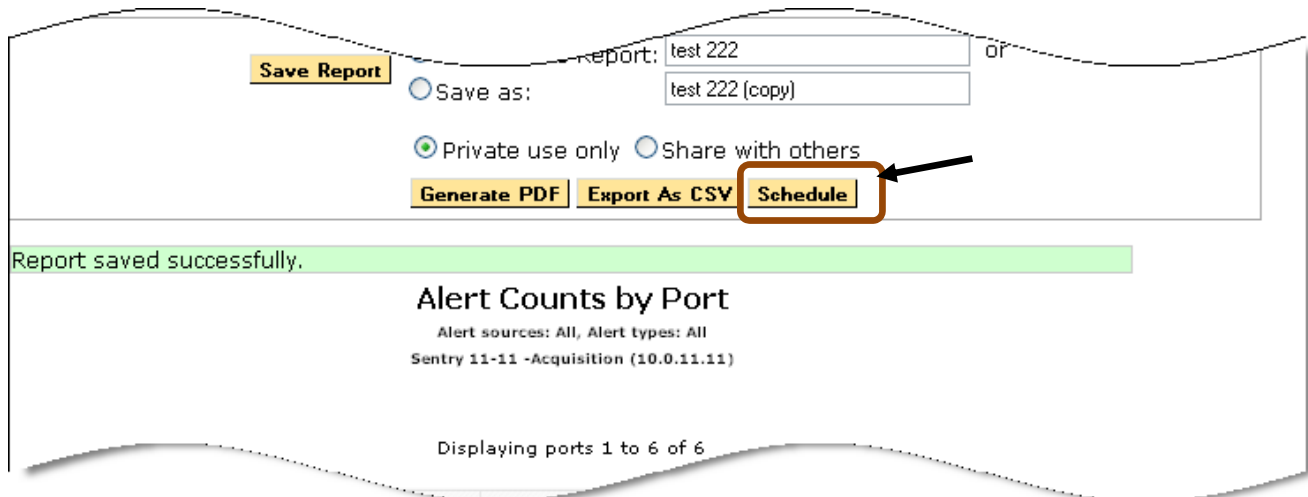 Report: test 222 or
Save Report
Save as: test 222 (copy)
Private use only Share with others
Generate PDF Export As CSV Schedule
Report saved successfully.
Alert Counts by Port
Alert sources: All, Alert types: All
Sentry 11-11 -Acquisition (10.0.11.11)
Displaying ports 1 to 6 of 6